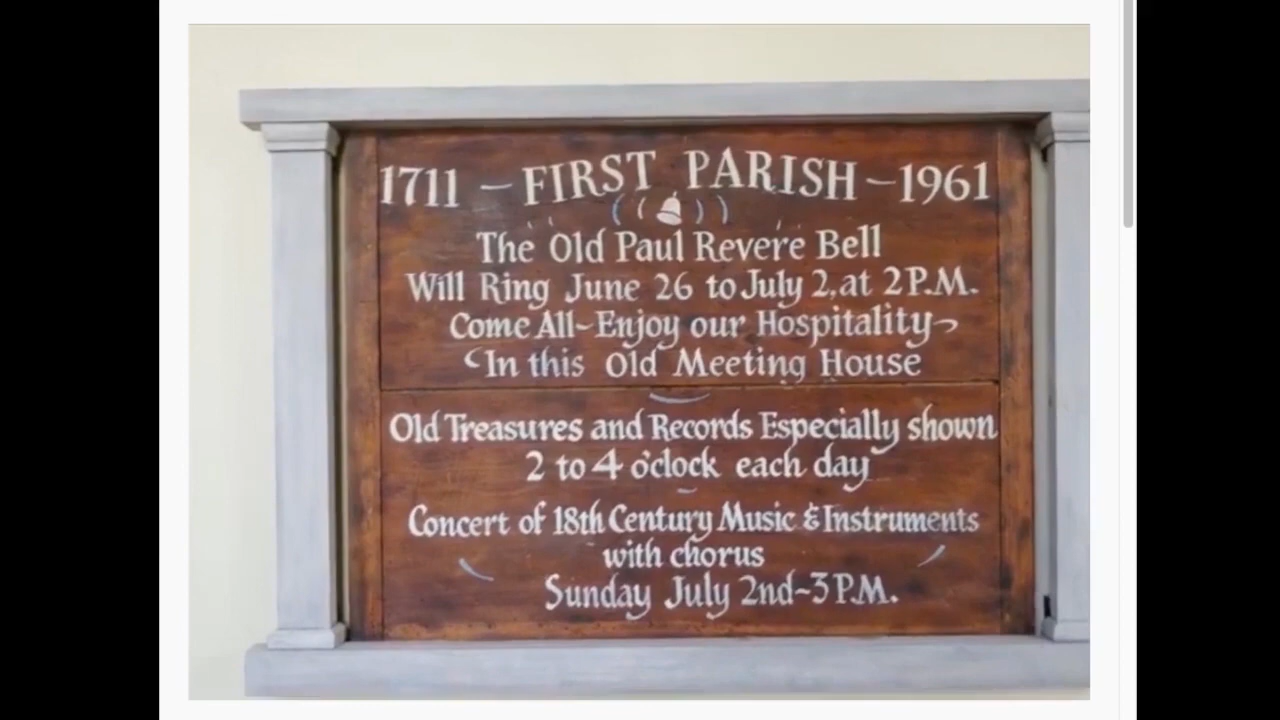 1711 – FIRST PARISH – 1961
The Old Paul Revere Bell
Will Ring June 26 to July 2, at 2 P.M.
Come All ~ Enjoy our Hospitality
In this Old Meeting House
Old Treasures and Records Especially shown
2 to 4 o'clock each day
Concert of 18th Century Music & Instruments
with chorus
Sunday July 2nd ~ 3 P.M.